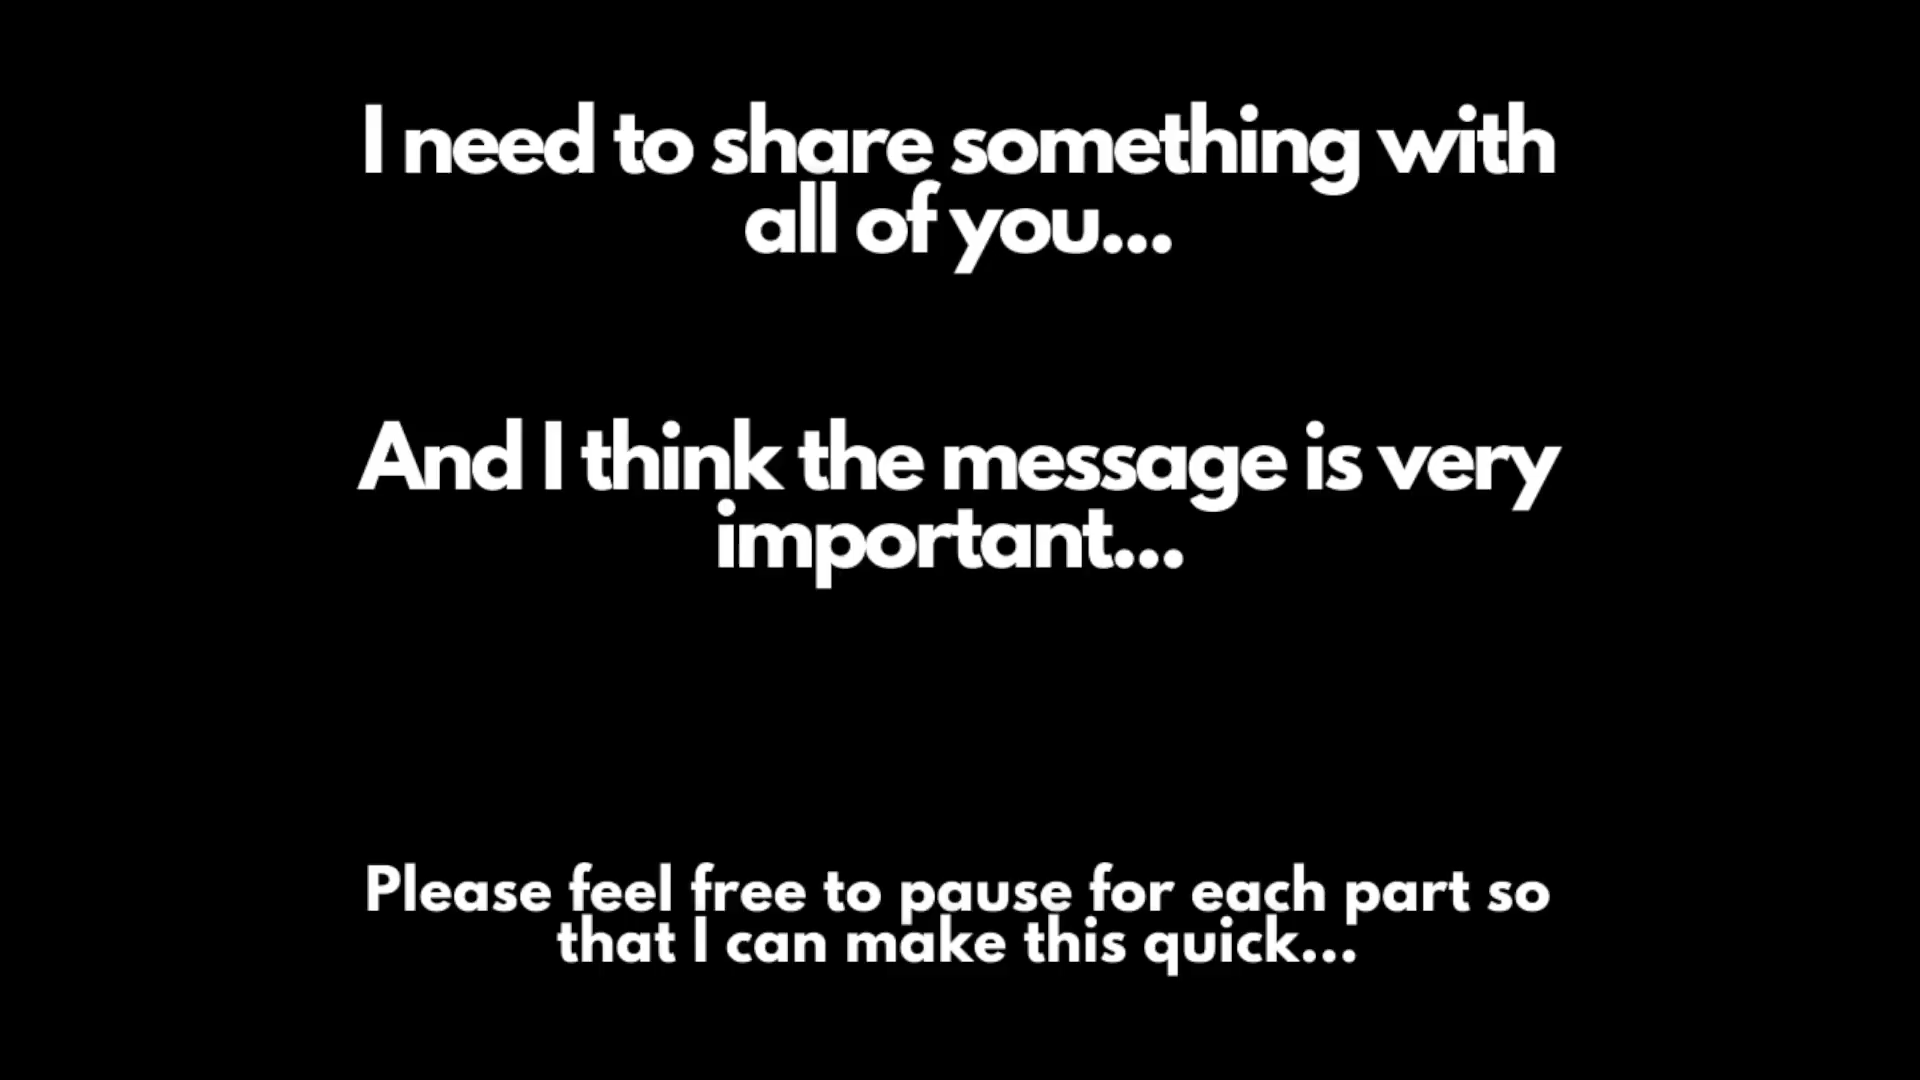 I need to share something with
all of you...
And I think the message is very
important...
Please feel free to pause for each part so
that I can make this quick...